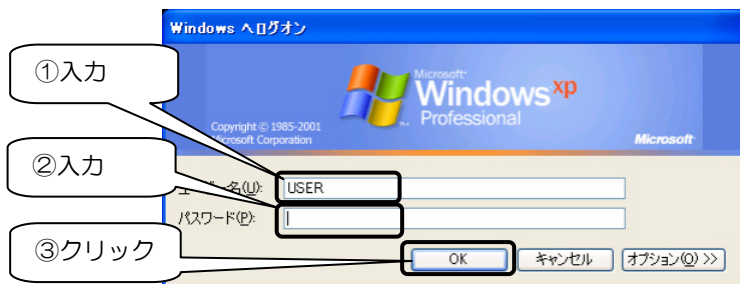 Windows へログオン
①入力
Microsoft
Windows xp
Professional
Copyright © 1985-2001
Microsoft Corporation
Microsoft
②入力
ユーザー名(U): USER
パスワード(P):
③クリック
OK キャンセル オプション(O) >>